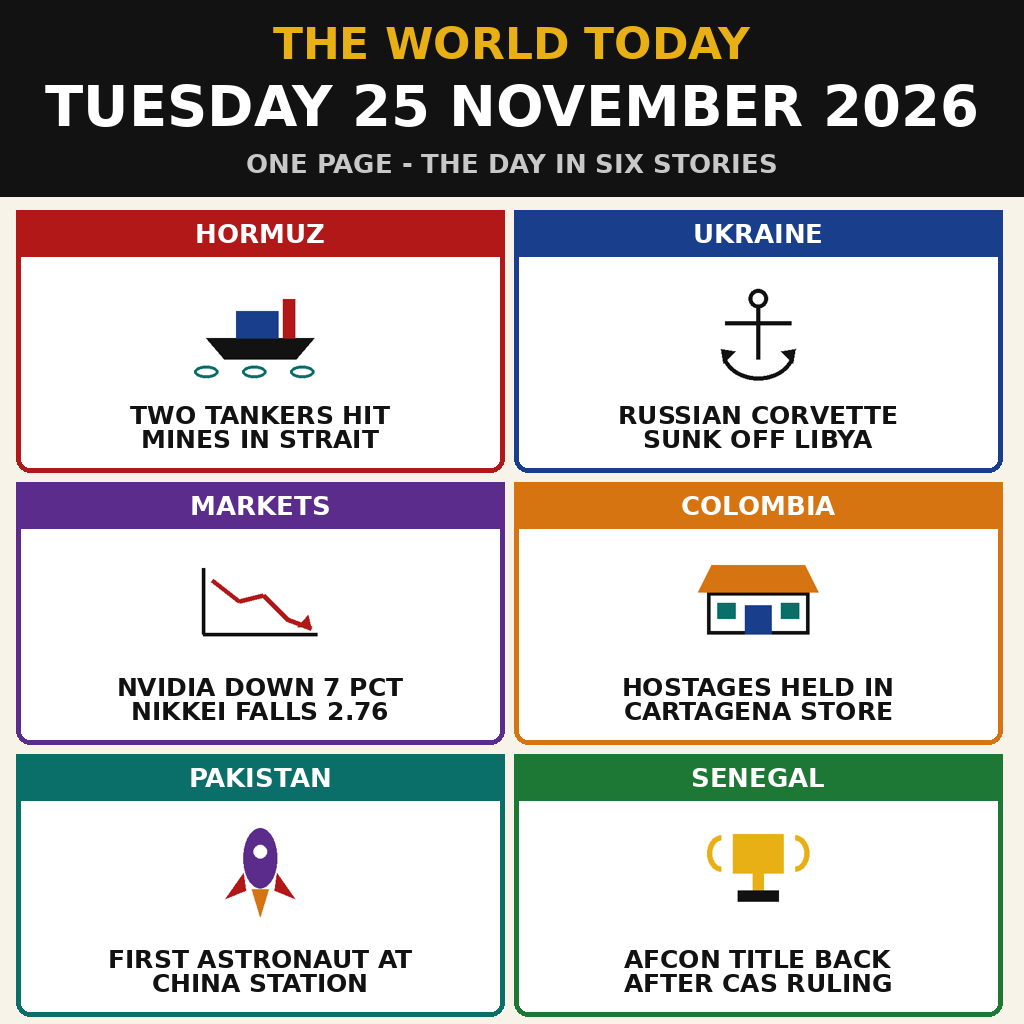 THE WORLD TODAY
TUESDAY 25 NOVEMBER 2026
ONE PAGE - THE DAY IN SIX STORIES
HORMUZ
TWO TANKERS HIT
MINES IN STRAIT
UKRAINE
RUSSIAN CORVETTE
SUNK OFF LIBYA
MARKETS
NVIDIA DOWN 7 PCT
NIKKEI FALLS 2.76
COLOMBIA
HOSTAGES HELD IN
CARTAGENA STORE
PAKISTAN
FIRST ASTRONAUT AT
CHINA STATION
SENEGAL
AFCON TITLE BACK
AFTER CAS RULING